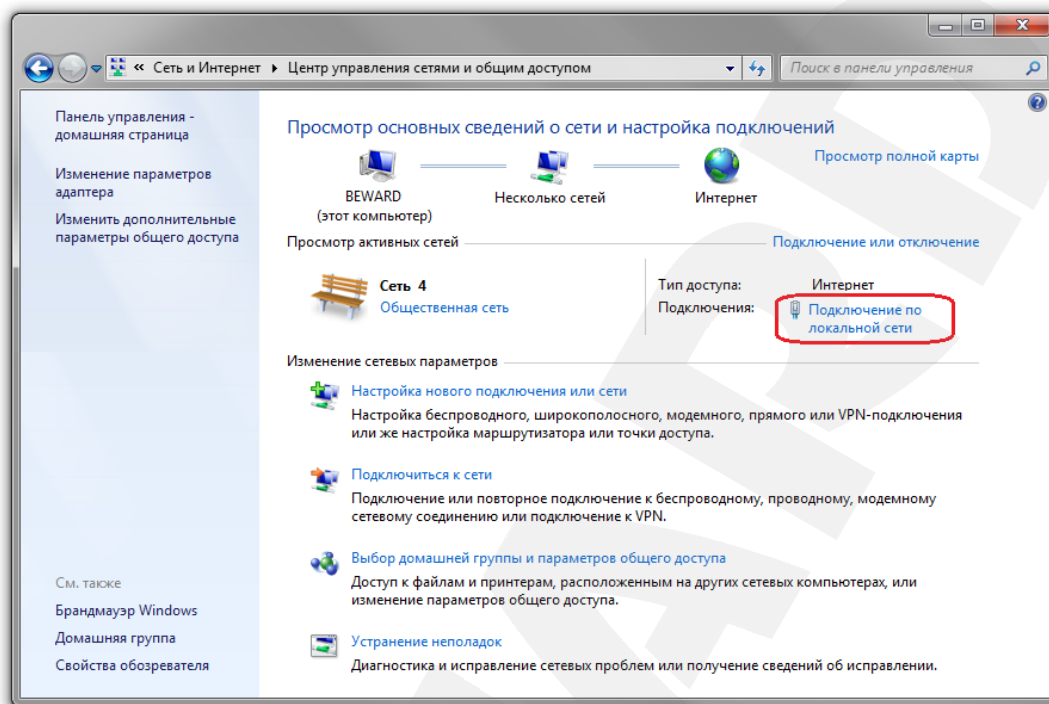 « Сеть и Интернет ▸ Центр управления сетями и общим доступом
Поиск в панели управления
Панель управления -
домашняя страница
Изменение параметров
адаптера
Изменить дополнительные
параметры общего доступа
Просмотр основных сведений о сети и настройка подключений
Просмотр полной карты
BEWARD
(этот компьютер)
Несколько сетей
Интернет
Просмотр активных сетей
Подключение или отключение
Сеть 4
Общественная сеть
Тип доступа: Интернет
Подключения: Подключение по
локальной сети
Изменение сетевых параметров
Настройка нового подключения или сети
Настройка беспроводного, широкополосного, модемного, прямого или VPN-подключения
или же настройка маршрутизатора или точки доступа.
Подключиться к сети
Подключение или повторное подключение к беспроводному, проводному, модемному
сетевому соединению или подключение к VPN.
Выбор домашней группы и параметров общего доступа
Доступ к файлам и принтерам, расположенным на других сетевых компьютерах, или
изменение параметров общего доступа.
Устранение неполадок
Диагностика и исправление сетевых проблем или получение сведений об исправлении.
См. также
Брандмауэр Windows
Домашняя группа
Свойства обозревателя